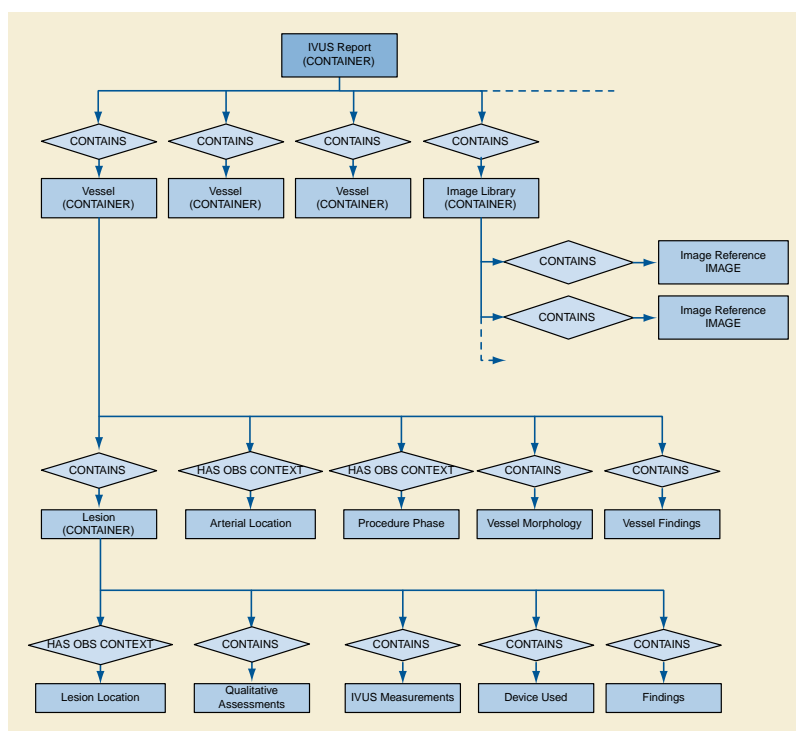 IVUS Report
(CONTAINER)
CONTAINS
CONTAINS
CONTAINS
CONTAINS
Vessel
(CONTAINER)
Vessel
(CONTAINER)
Vessel
(CONTAINER)
Image Library
(CONTAINER)
CONTAINS
Image Reference
IMAGE
CONTAINS
Image Reference
IMAGE
CONTAINS
HAS OBS CONTEXT
HAS OBS CONTEXT
CONTAINS
CONTAINS
Lesion
(CONTAINER)
Arterial Location
Procedure Phase
Vessel Morphology
Vessel Findings
HAS OBS CONTEXT
CONTAINS
CONTAINS
CONTAINS
CONTAINS
Lesion Location
Qualitative
Assessments
IVUS Measurements
Device Used
Findings